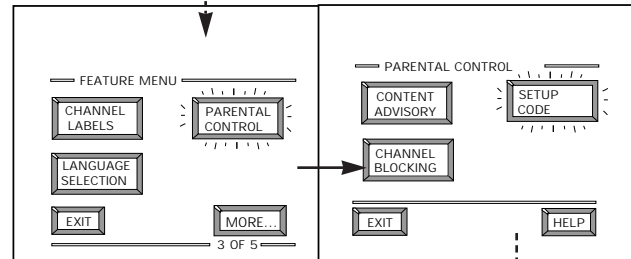 FEATURE MENU
CHANNEL
LABELS
PARENTAL
CONTROL
LANGUAGE
SELECTION
EXIT
MORE...
3 OF 5
PARENTAL CONTROL
CONTENT
ADVISORY
SETUP
CODE
CHANNEL
BLOCKING
EXIT
HELP